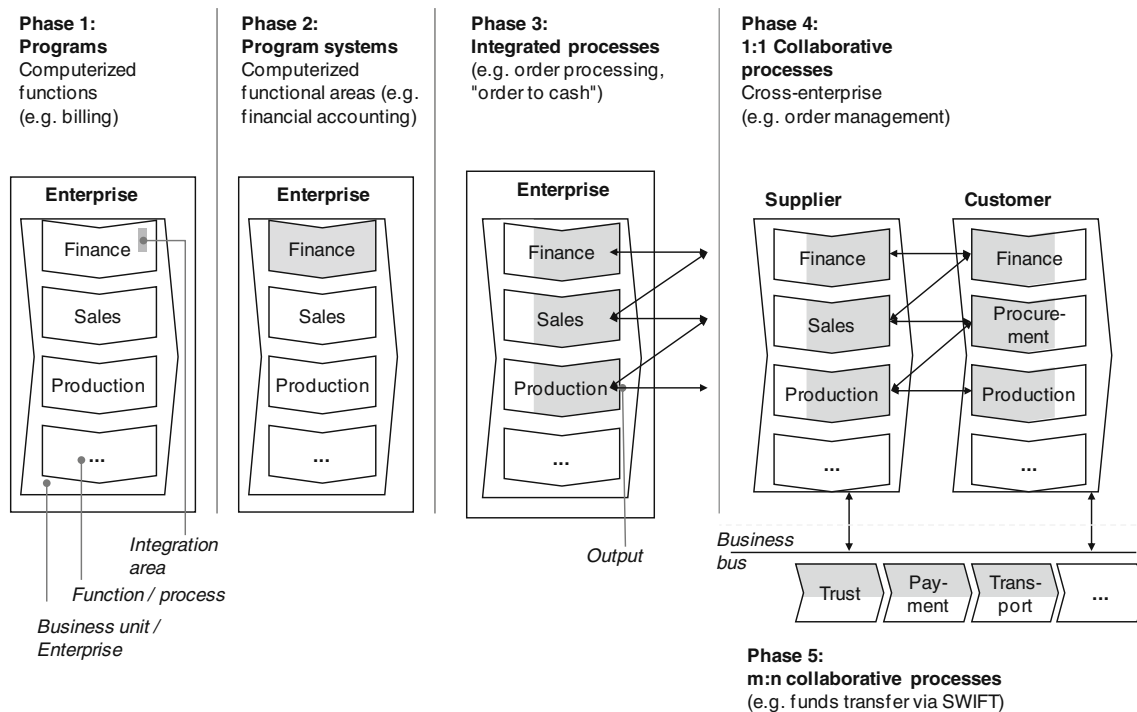 Phase 1:
Programs
Computerized
functions
(e.g. billing)
Phase 2:
Program systems
Computerized
functional areas (e.g.
financial accounting)
Phase 3:
Integrated processes
(e.g. order processing,
"order to cash")
Phase 4:
1:1 Collaborative
processes
Cross-enterprise
(e.g. order management)
Enterprise
Finance
Sales
Production
...
Integration
area
Function / process
Business unit /
Enterprise
Enterprise
Finance
Sales
Production
...
Enterprise
Finance
Sales
Production
...
Output
Supplier
Finance
Sales
Production
...
Customer
Finance
Procure-
ment
Production
...
Business
bus
Trust
Pay-
ment
Trans-
port
...
Phase 5:
m:n collaborative processes
(e.g. funds transfer via SWIFT)